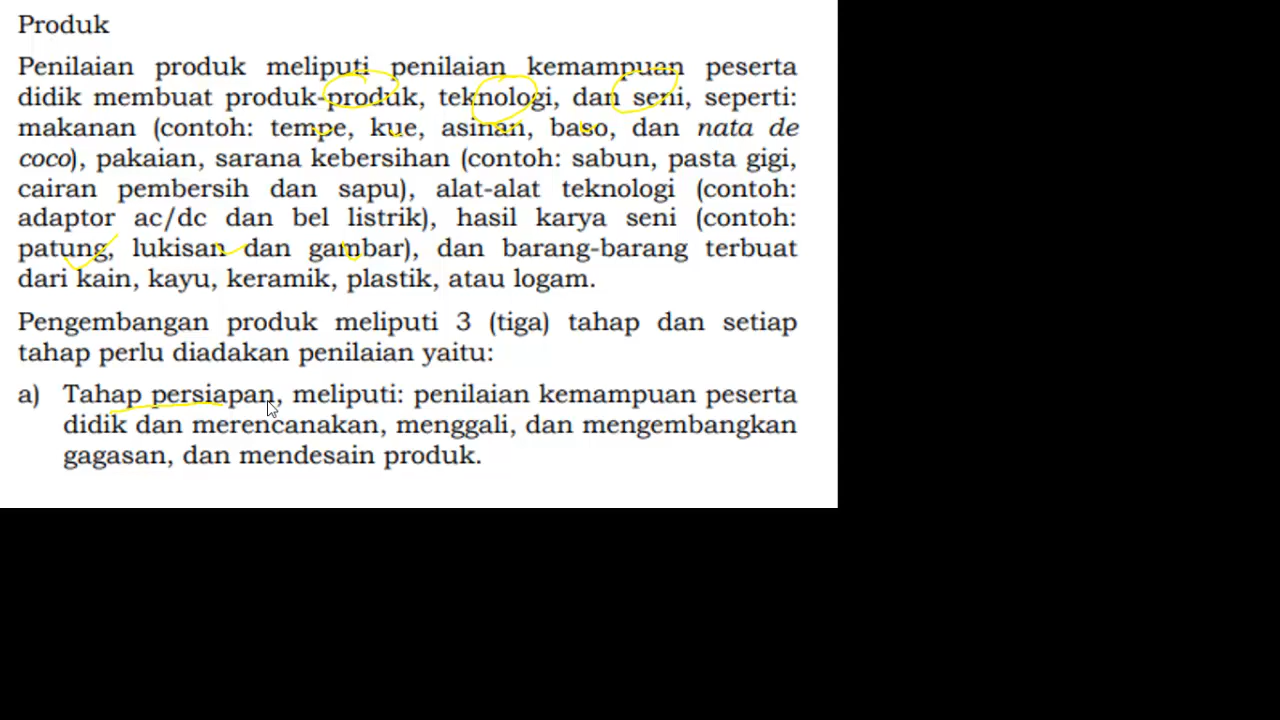 Produk
Penilaian produk meliputi penilaian kemampuan peserta
didik membuat produk-produk, teknologi, dan seni, seperti:
makanan (contoh: tempe, kue, asinan, baso, dan nata de
coco), pakaian, sarana kebersihan (contoh: sabun, pasta gigi,
cairan pembersih dan sapu), alat-alat teknologi (contoh:
adaptor ac/dc dan bel listrik), hasil karya seni (contoh:
patung, lukisan dan gambar), dan barang-barang terbuat
dari kain, kayu, keramik, plastik, atau logam.
Pengembangan produk meliputi 3 (tiga) tahap dan setiap
tahap perlu diadakan penilaian yaitu:
a) Tahap persiapan, meliputi: penilaian kemampuan peserta
didik dan merencanakan, menggali, dan mengembangkan
gagasan, dan mendesain produk.